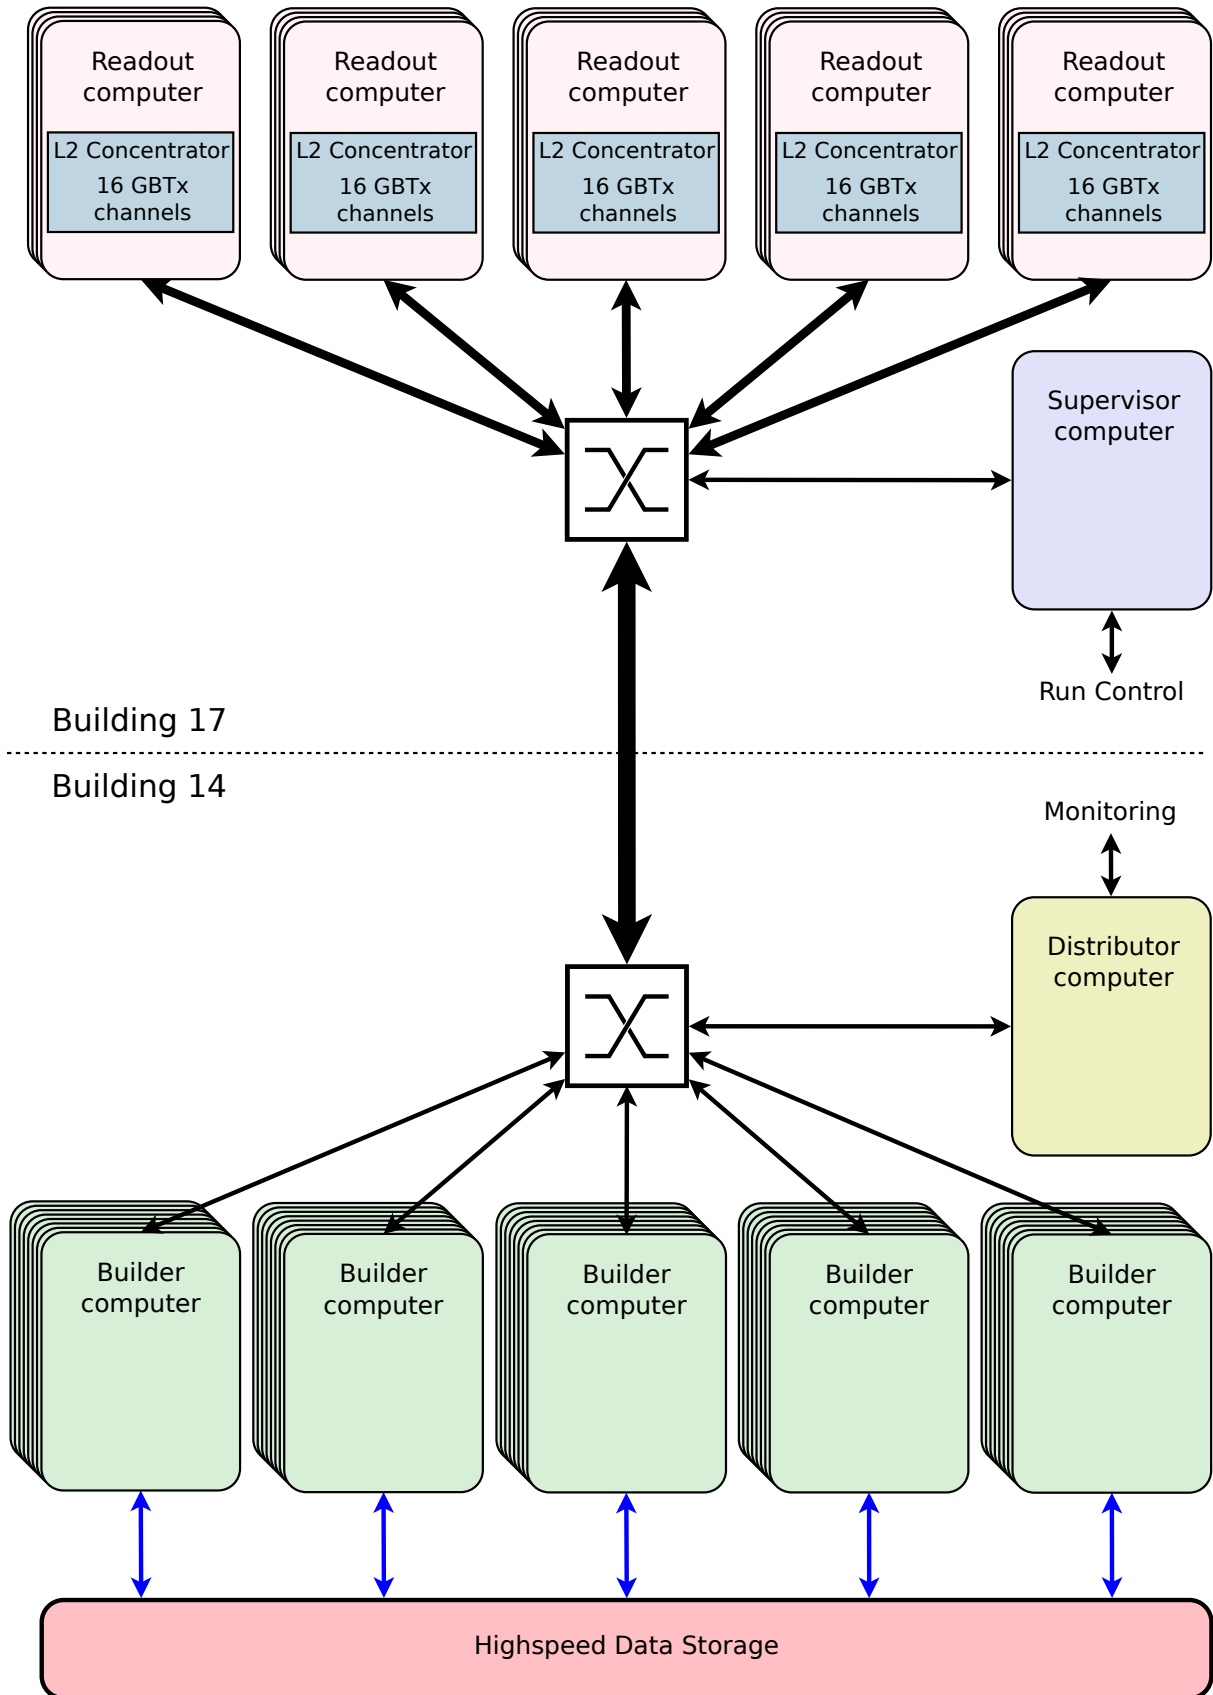 Readout
computer
L2 Concentrator
16 GBTx
channels
Readout
computer
L2 Concentrator
16 GBTx
channels
Readout
computer
L2 Concentrator
16 GBTx
channels
Readout
computer
L2 Concentrator
16 GBTx
channels
Readout
computer
L2 Concentrator
16 GBTx
channels
Supervisor
computer
Run Control
Building 17
Building 14
Monitoring
Distributor
computer
Builder
computer
Builder
computer
Builder
computer
Builder
computer
Builder
computer
Highspeed Data Storage